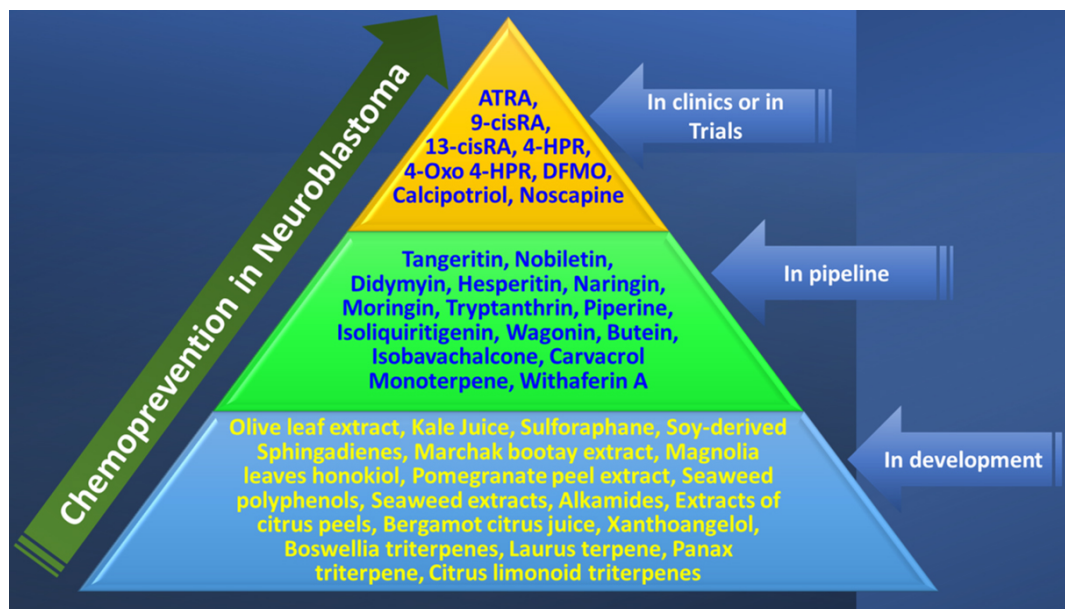 Chemoprevention in Neuroblastoma
ATRA,
9-cisRA,
13-cisRA, 4-HPR,
4-Oxo 4-HPR, DFMO,
Calcipotriol, Noscapine
In clinics or in
Trials
Tangeritin, Nobiletin,
Didymyin, Hesperitin, Naringin,
Moringin, Tryptanthrin, Piperine,
Isoliquiritigenin, Wagonin, Butein,
Isobavachalcone, Carvacrol
Monoterpene, Withaferin A
In pipeline
Olive leaf extract, Kale Juice, Sulforaphane, Soy-derived
Sphingadienes, Marchak bootay extract, Magnolia
leaves honokiol, Pomegranate peel extract, Seaweed
polyphenols, Seaweed extracts, Alkamides, Extracts of
citrus peels, Bergamot citrus juice, Xanthoangelol,
Boswellia triterpenes, Laurus terpene, Panax
triterpene, Citrus limonoid triterpenes
In development